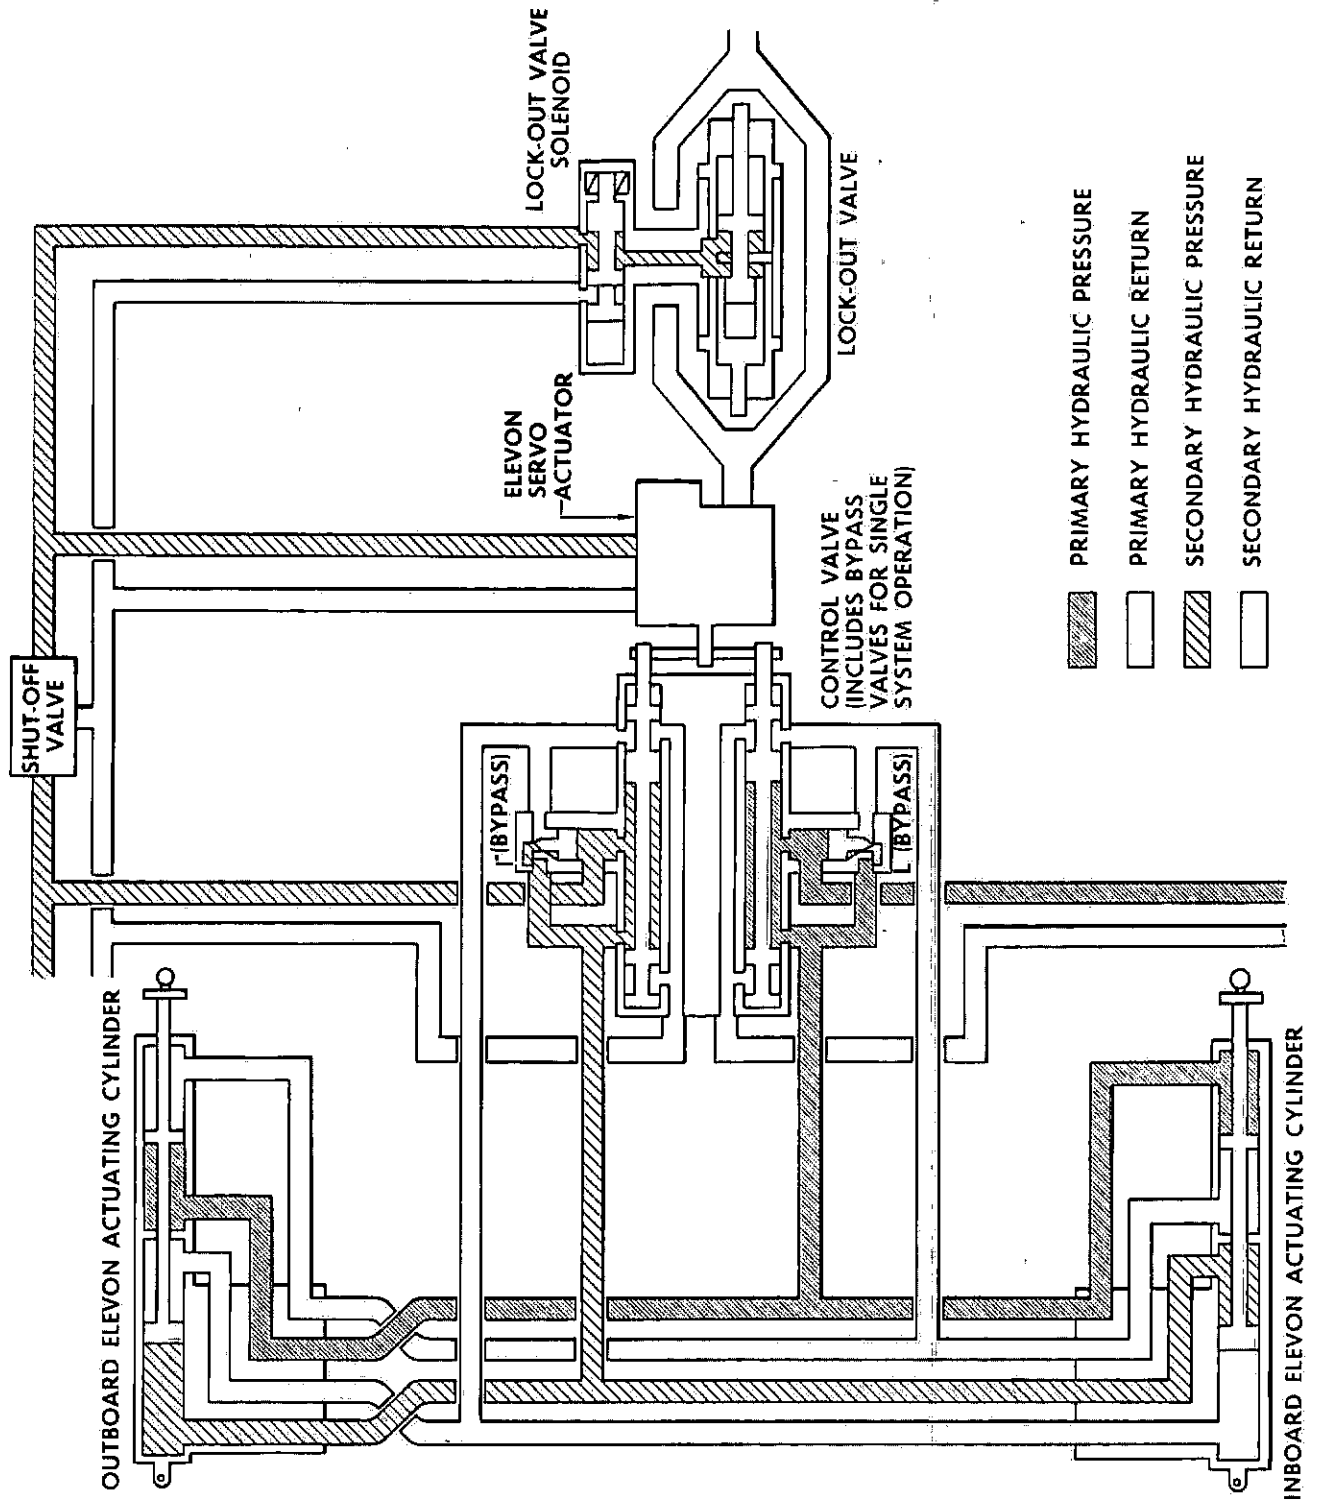 OUTBOARD ELEVON ACTUATING CYLINDER
SHUT-OFF
VALVE
(BYPASS)
ELEVON
SERVO
ACTUATOR
LOCK-OUT VALVE
SOLENOID
LOCK-OUT VALVE
CONTROL VALVE
(INCLUDES BYPASS
VALVES FOR SINGLE
SYSTEM OPERATION)
(BYPASS)
PRIMARY HYDRAULIC PRESSURE
PRIMARY HYDRAULIC RETURN
SECONDARY HYDRAULIC PRESSURE
SECONDARY HYDRAULIC RETURN
INBOARD ELEVON ACTUATING CYLINDER